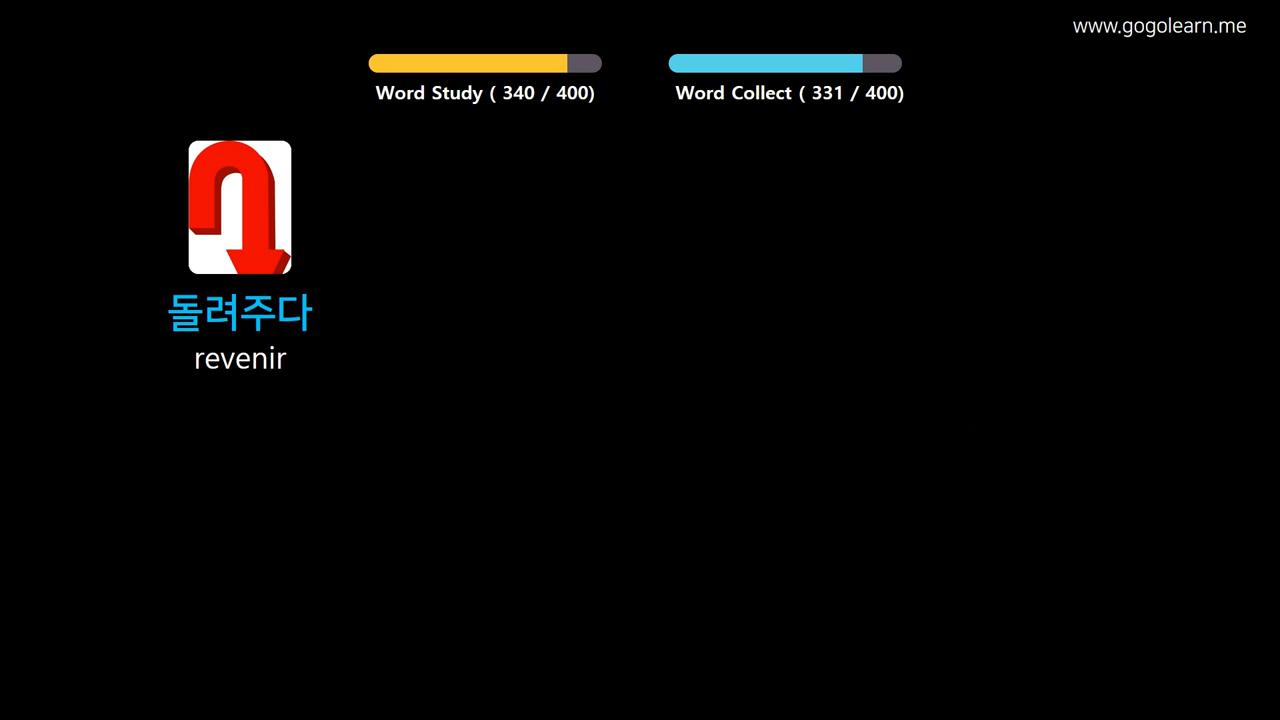 www.gogolearn.me
Word Study ( 340 / 400)
Word Collect ( 331 / 400)
돌려주다
revenir